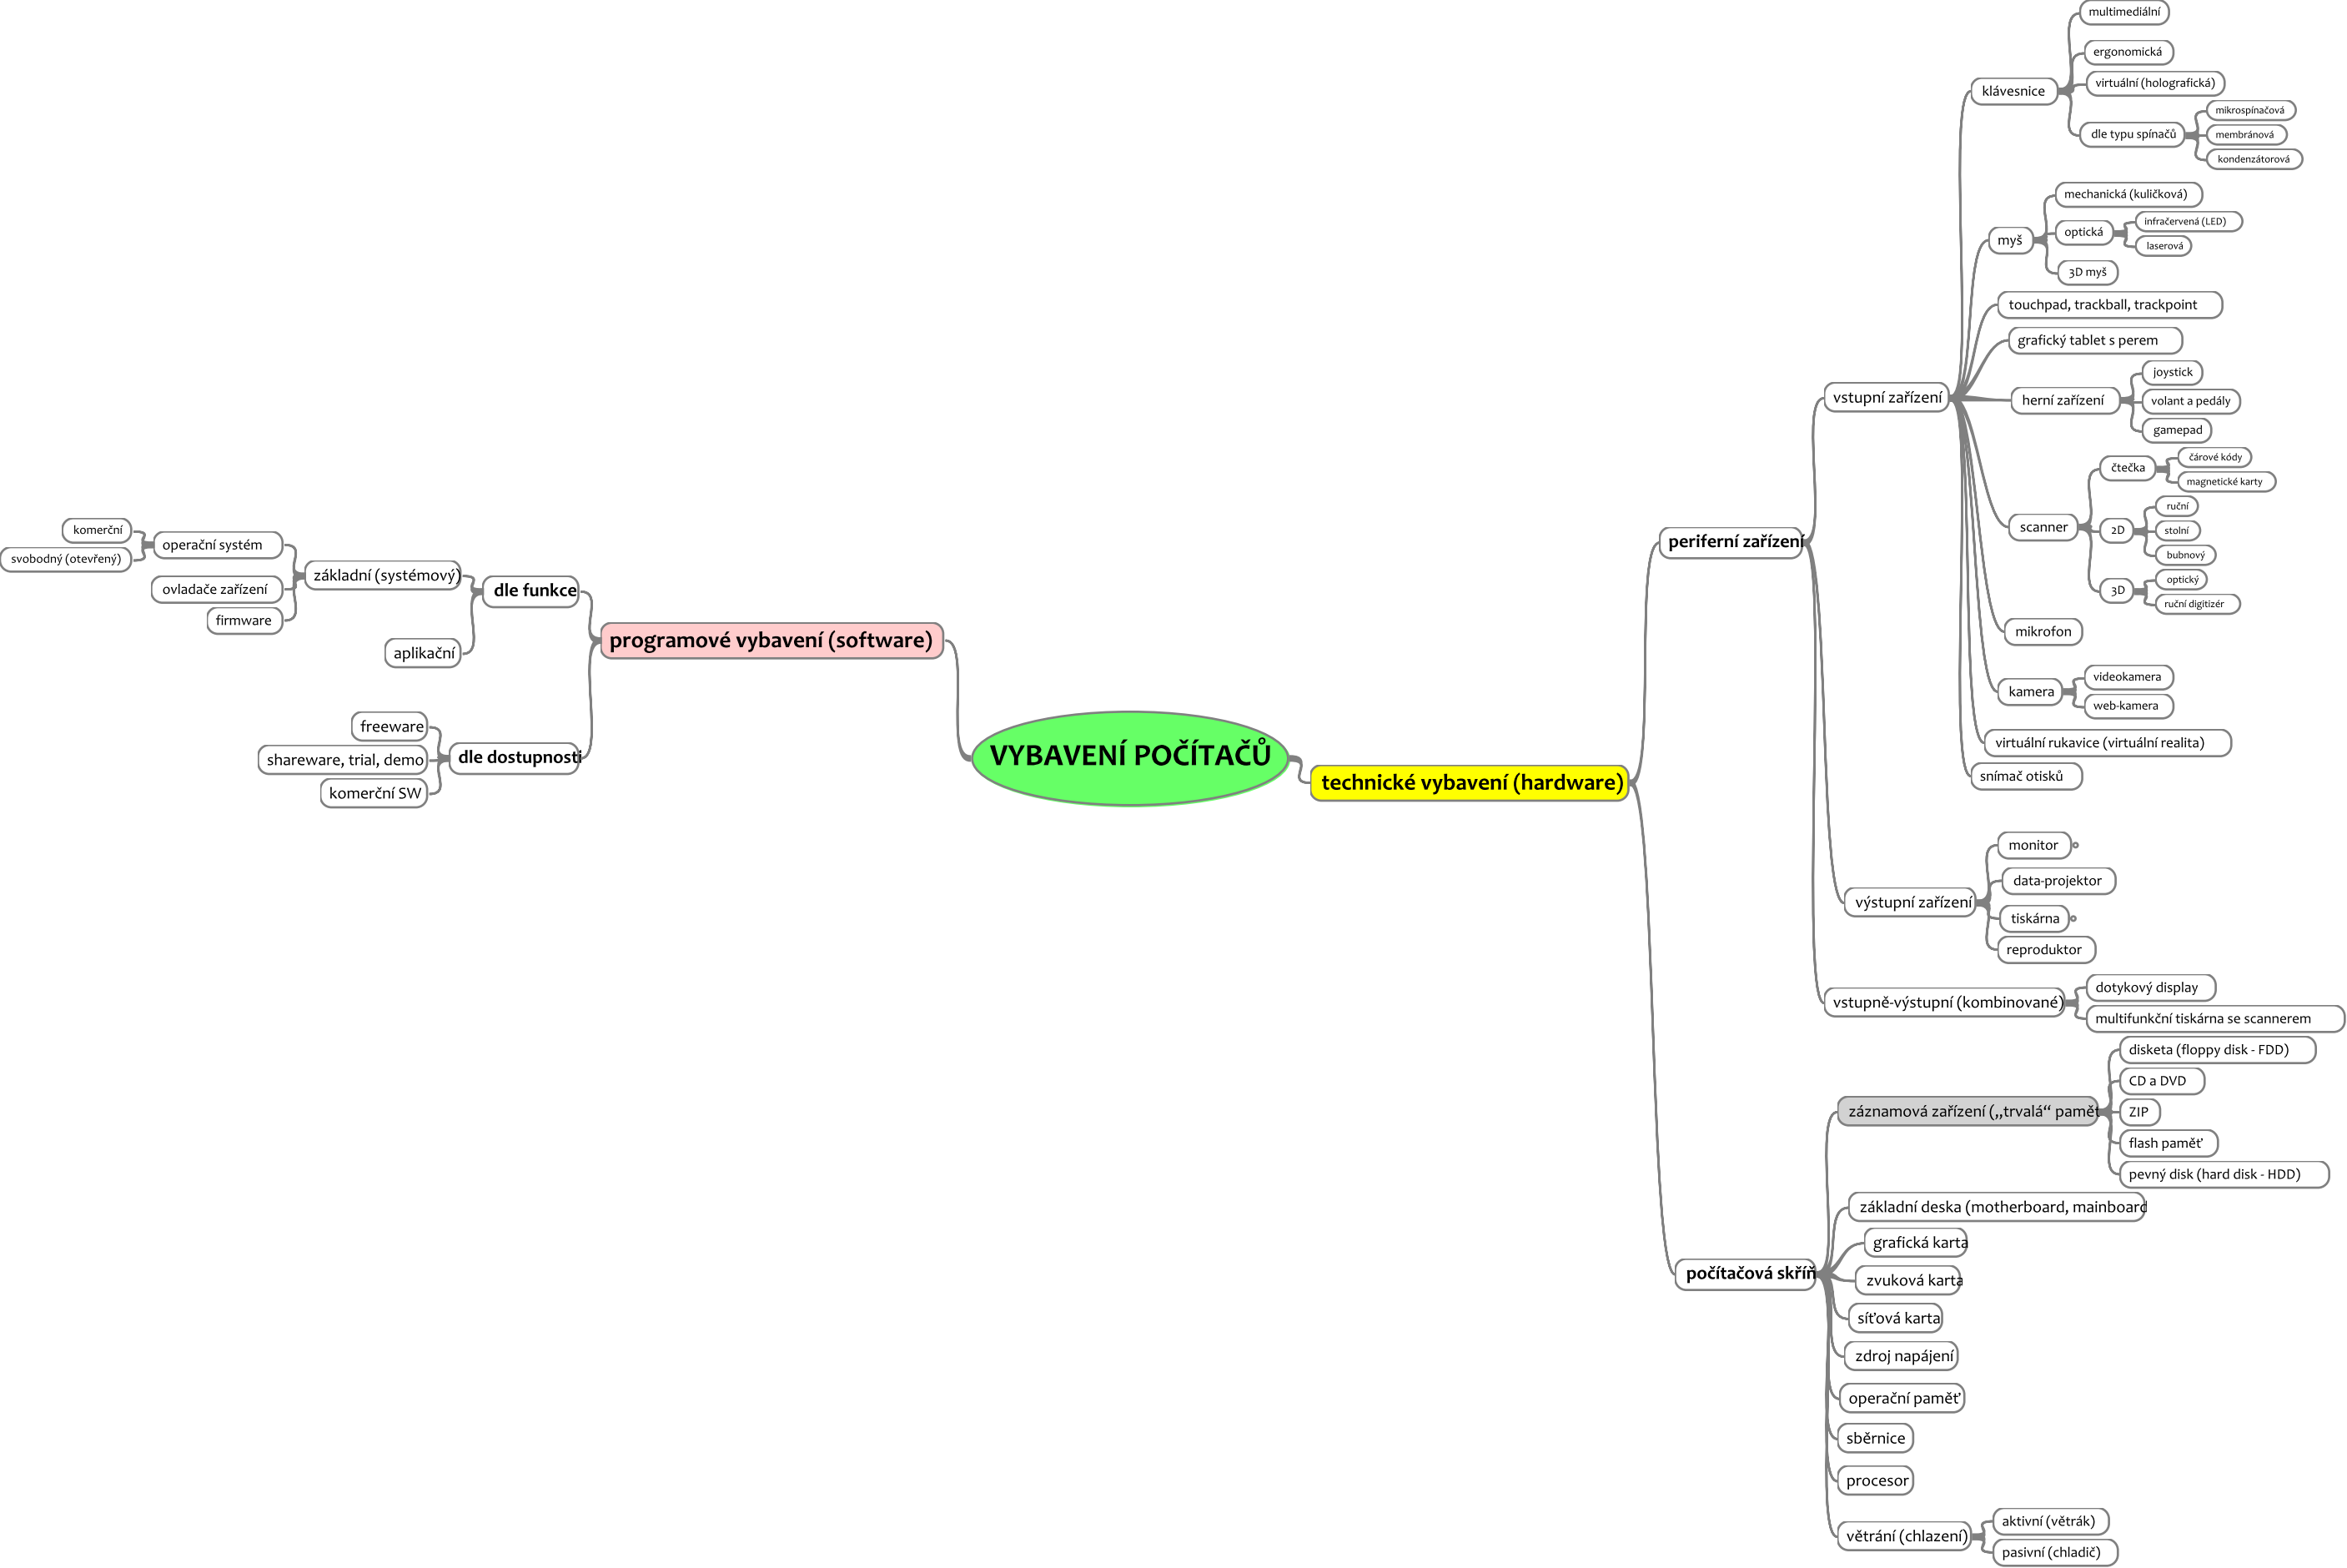 VYBAVENÍ POČÍTAČŮ
programové vybavení (software)
dle funkce
základní (systémový)
operační systém
komerční
svobodný (otevřený)
ovladače zařízení
firmware
aplikační
dle dostupnosti
freeware
shareware, trial, demo
komerční SW
technické vybavení (hardware)
periferní zařízení
vstupní zařízení
klávesnice
multimediální
ergonomická
virtuální (holografická)
dle typu spínačů
mikrospínačová
membránová
kondenzátorová
myš
mechanická (kuličková)
optická
infračervená (LED)
laserová
3D myš
touchpad, trackball, trackpoint
grafický tablet s perem
herní zařízení
joystick
volant a pedály
gamepad
scanner
čtečka
čárové kódy
magnetické karty
2D
ruční
stolní
bubnový
3D
optický
ruční digitizér
mikrofon
kamera
videokamera
web-kamera
virtuální rukavice (virtuální realita)
snímač otisků
výstupní zařízení
monitor
data-projektor
tiskárna
reproduktor
vstupně-výstupní (kombinované)
dotykový display
multifunkční tiskárna se scannerem
počítačová skříň
záznamová zařízení („trvalá“ pamět
disketa (floppy disk - FDD)
CD a DVD
ZIP
flash paměť
pevný disk (hard disk - HDD)
základní deska (motherboard, mainboard
grafická karta
zvuková karta
síťová karta
zdroj napájení
operační paměť
sběrnice
procesor
větrání (chlazení)
aktivní (větrák)
pasivní (chladič)